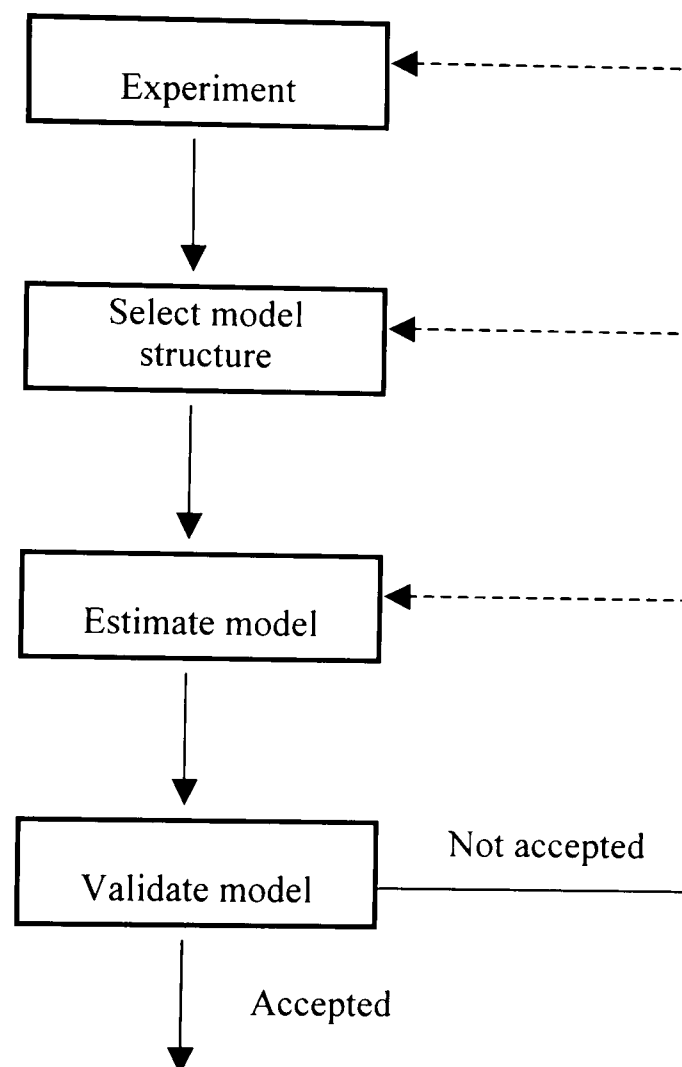 Experiment
Select model
structure
Estimate model
Not accepted
Validate model
Accepted